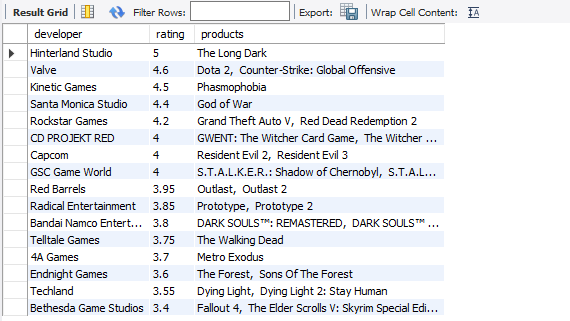 Result Grid Filter Rows: Export: Wrap Cell Content: IA
developer rating products
Hinterland Studio 5 The Long Dark
Valve 4.6 Dota 2, Counter-Strike: Global Offensive
Kinetic Games 4.5 Phasmophobia
Santa Monica Studio 4.4 God of War
Rockstar Games 4.2 Grand Theft Auto V, Red Dead Redemption 2
CD PROJEKT RED 4 GWENT: The Witcher Card Game, The Witcher ...
Capcom 4 Resident Evil 2, Resident Evil 3
GSC Game World 4 S.T.A.L.K.E.R.: Shadow of Chernobyl, S.T.A.L...
Red Barrels 3.95 Outlast, Outlast 2
Radical Entertainment 3.85 Prototype, Prototype 2
Bandai Namco Entert... 3.8 DARK SOULS™: REMASTERED, DARK SOULS™ ...
Telltale Games 3.75 The Walking Dead
4A Games 3.7 Metro Exodus
Endnight Games 3.6 The Forest, Sons Of The Forest
Techland 3.55 Dying Light, Dying Light 2: Stay Human
Bethesda Game Studios 3.4 Fallout 4, The Elder Scrolls V: Skyrim Special Edi...